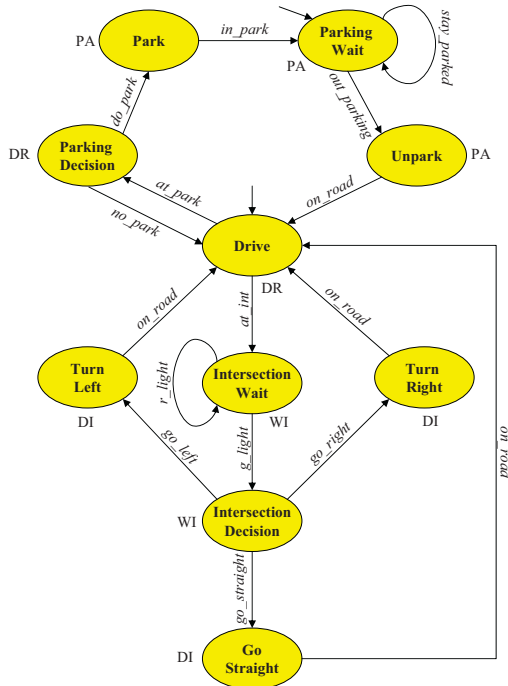 PA
Park
in_park
Parking
Wait
PA
stay_parked
do_park
out_parking
DR
Parking
Decision
Unpark
PA
at_park
on_road
no_park
Drive
DR
on_road
at_int
on_road
Turn
Left
DI
r_light
Intersection
Wait
WI
Turn
Right
DI
go_left
g_light
go_right
on_road
WI
Intersection
Decision
go_straight
DI
Go
Straight